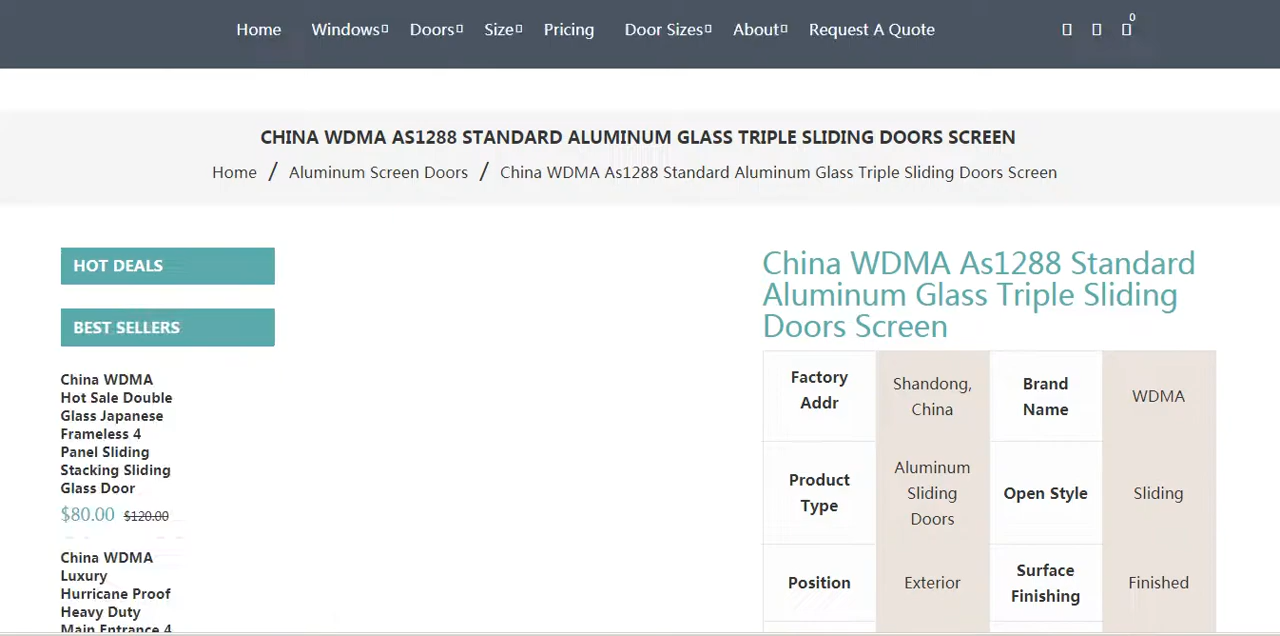 Home Windows Doors Size Pricing Door Sizes About Request A Quote 0
CHINA WDMA AS1288 STANDARD ALUMINUM GLASS TRIPLE SLIDING DOORS SCREEN
Home / Aluminum Screen Doors / China WDMA As1288 Standard Aluminum Glass Triple Sliding Doors Screen
HOT DEALS
BEST SELLERS
China WDMA
Hot Sale Double
Glass Japanese
Frameless 4
Panel Sliding
Stacking Sliding
Glass Door
$80.00 $120.00
China WDMA
Luxury
Hurricane Proof
Heavy Duty
Main Entrance 4
China WDMA As1288 Standard
Aluminum Glass Triple Sliding
Doors Screen
Factory
Addr
Shandong,
China
Brand
Name
WDMA
Product
Type
Aluminum
Sliding
Doors
Open Style
Sliding
Position
Exterior
Surface
Finishing
Finished